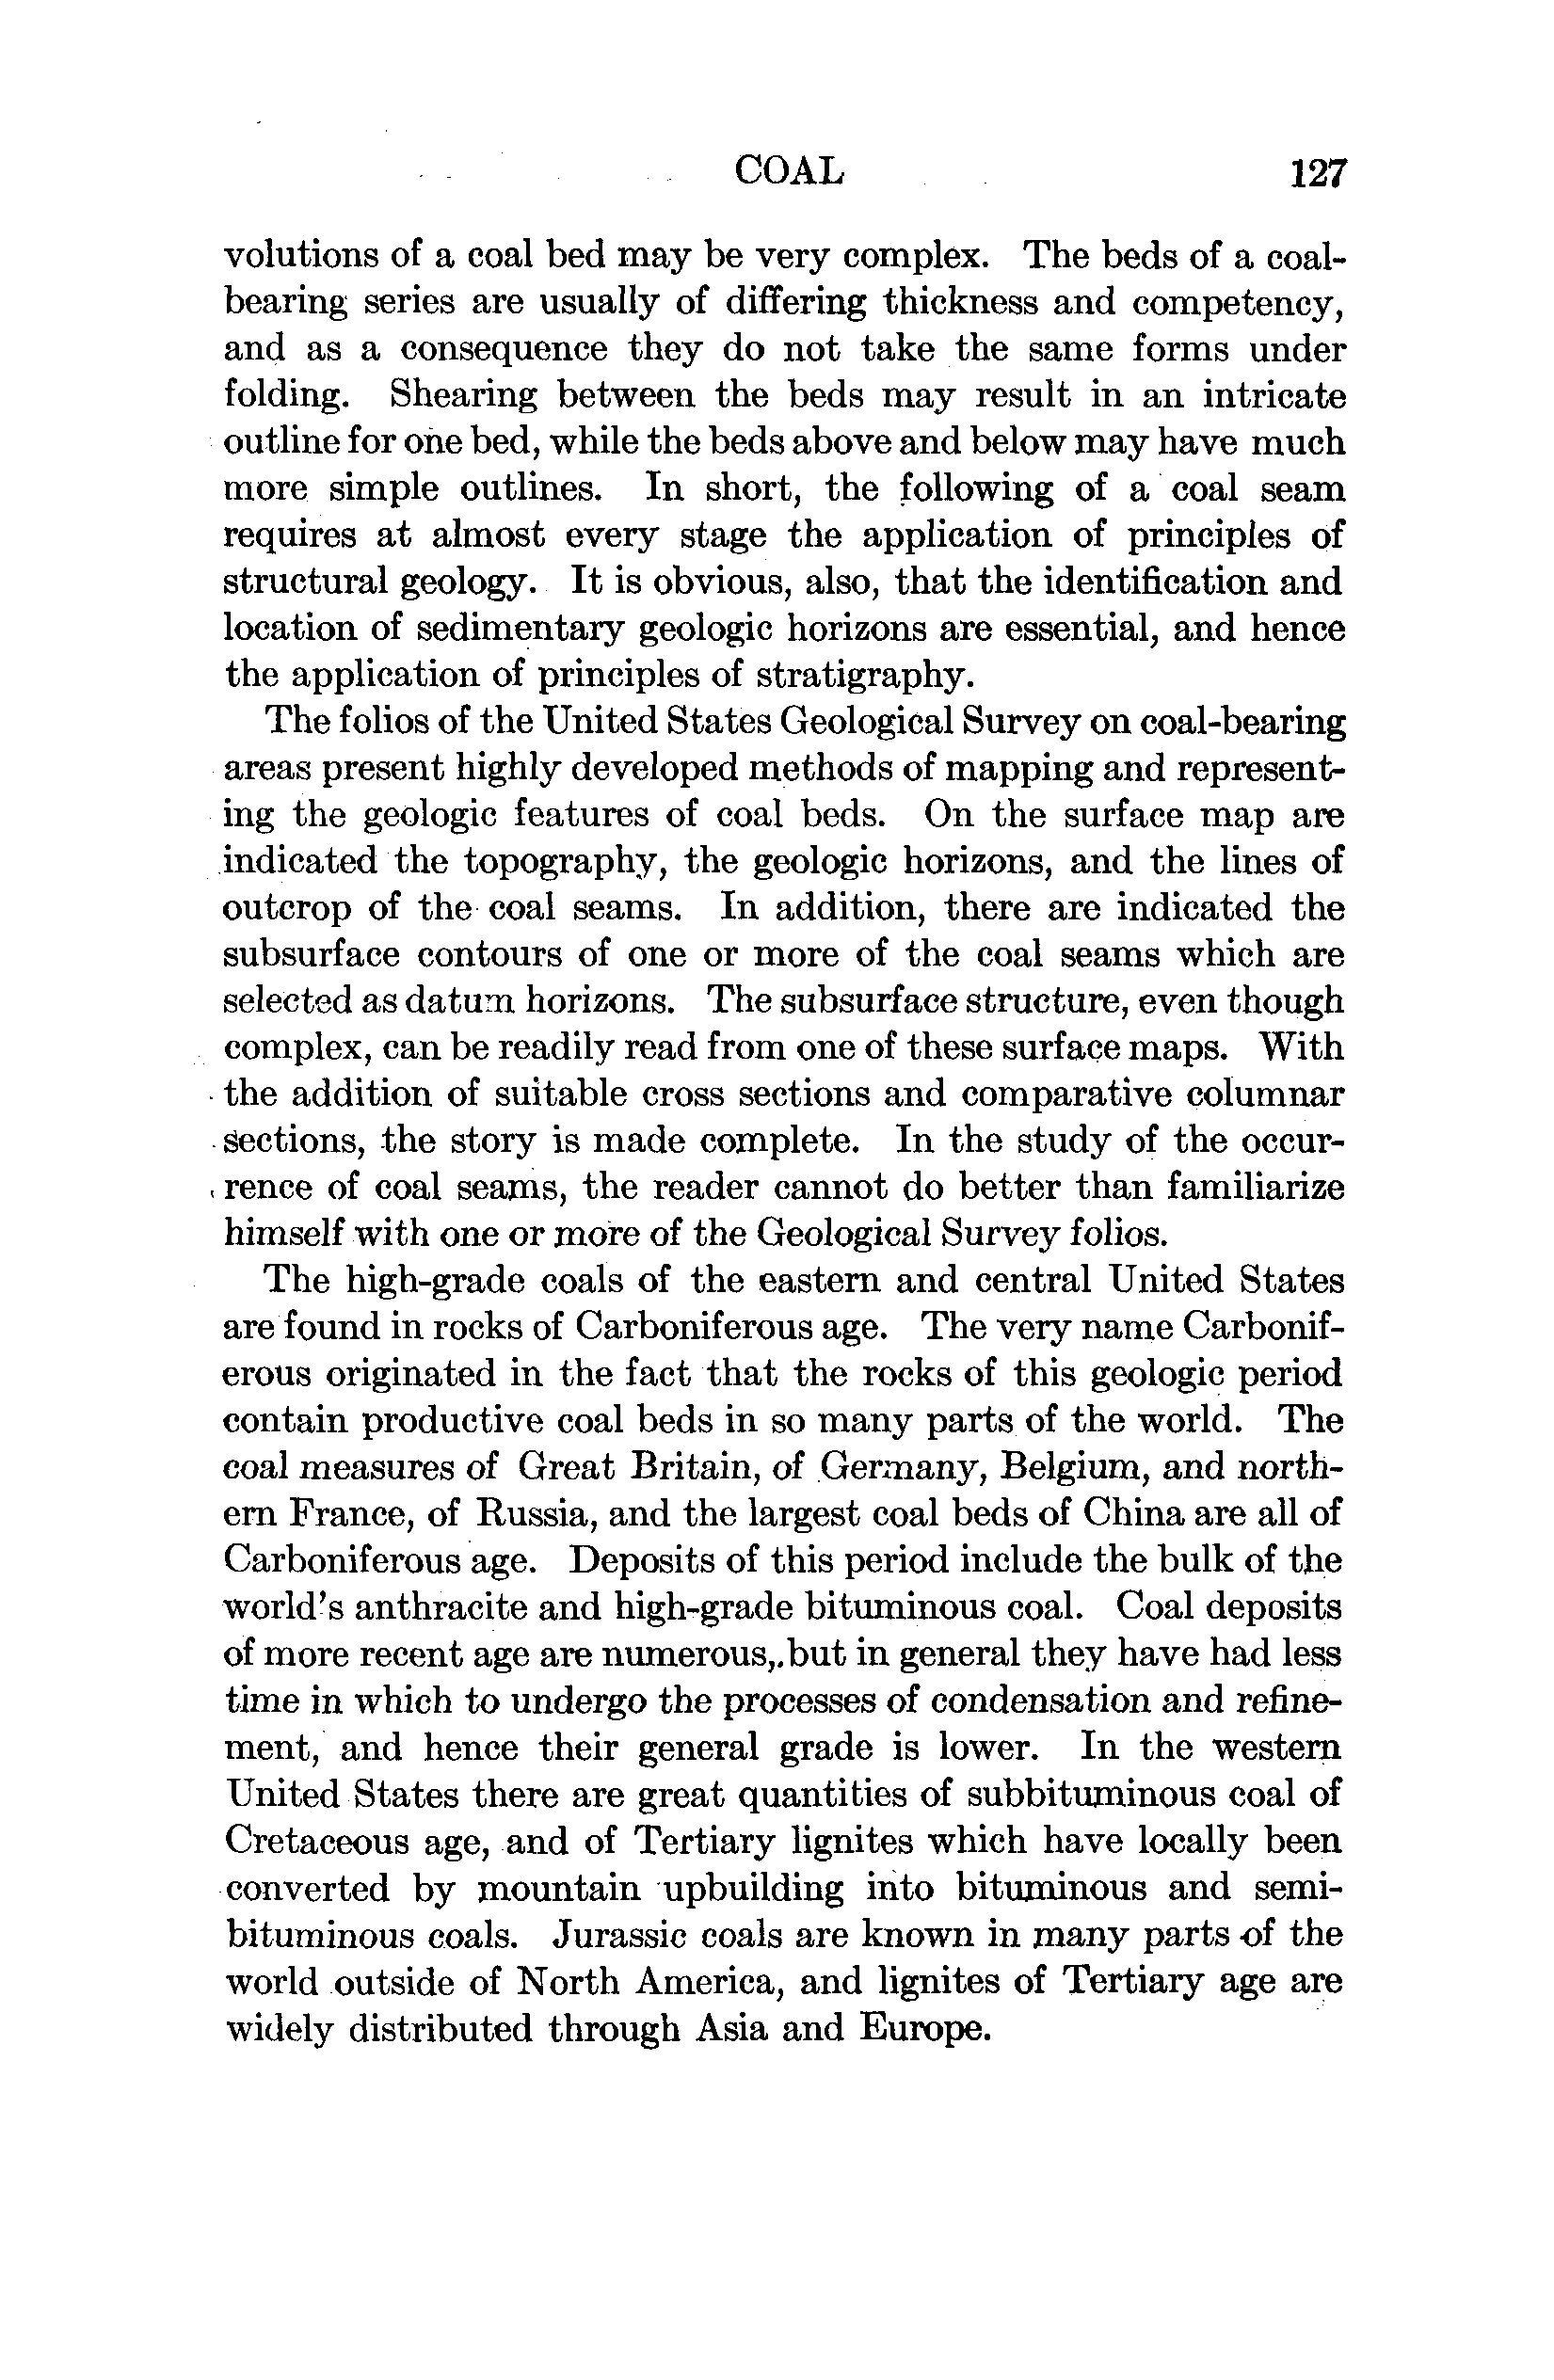 COAL 127
volutions of a coal bed may be very complex. The beds of a coal-
bearing series are usually of differing thickness and competency,
and as a consequence they do not take the same forms under
folding. Shearing between the beds may result in an intricate
outline for one bed, while the beds above and below may have much
more simple outlines. In short, the following of a coal seam
requires at almost every stage the application of principles of
structural geology. It is obvious, also, that the identification and
location of sedimentary geologic horizons are essential, and hence
the application of principles of stratigraphy.
The folios of the United States Geological Survey on coal-bearing
areas present highly developed methods of mapping and represent-
ing the geologic features of coal beds. On the surface map are
indicated the topography, the geologic horizons, and the lines of
outcrop of the coal seams. In addition, there are indicated the
subsurface contours of one or more of the coal seams which are
selected as datum horizons. The subsurface structure, even though
complex, can be readily read from one of these surface maps. With
the addition of suitable cross sections and comparative columnar
sections, the story is made complete. In the study of the occur-
rence of coal seams, the reader cannot do better than familiarize
himself with one or more of the Geological Survey folios.
The high-grade coals of the eastern and central United States
are found in rocks of Carboniferous age. The very name Carbonif-
erous originated in the fact that the rocks of this geologic period
contain productive coal beds in so many parts of the world. The
coal measures of Great Britain, of Germany, Belgium, and north-
ern France, of Russia, and the largest coal beds of China are all of
Carboniferous age. Deposits of this period include the bulk of the
world's anthracite and high-grade bituminous coal. Coal deposits
of more recent age are numerous, but in general they have had less
time in which to undergo the processes of condensation and refine-
ment, and hence their general grade is lower. In the western
United States there are great quantities of subbituminous coal of
Cretaceous age, and of Tertiary lignites which have locally been
converted by mountain upbuilding into bituminous and semi-
bituminous coals. Jurassic coals are known in many parts of the
world outside of North America, and lignites of Tertiary age are
widely distributed through Asia and Europe.